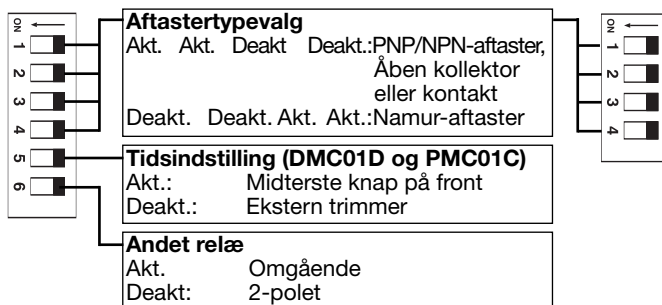 Aftastertypevalg
Akt. Akt. Deakt Deakt.:PNP/NPN-aftaster,
Åben kollektor
eller kontakt
Deakt. Deakt. Akt. Akt.:Namur-aftaster
Tidsindstilling (DMC01D og PMC01C)
Akt.: Midterste knap på front
Deakt.: Ekstern trimmer
Andet relæ
Akt. Omgående
Deakt: 2-polet
ON
1
2
3
4
5
6
ON
1
2
3
4